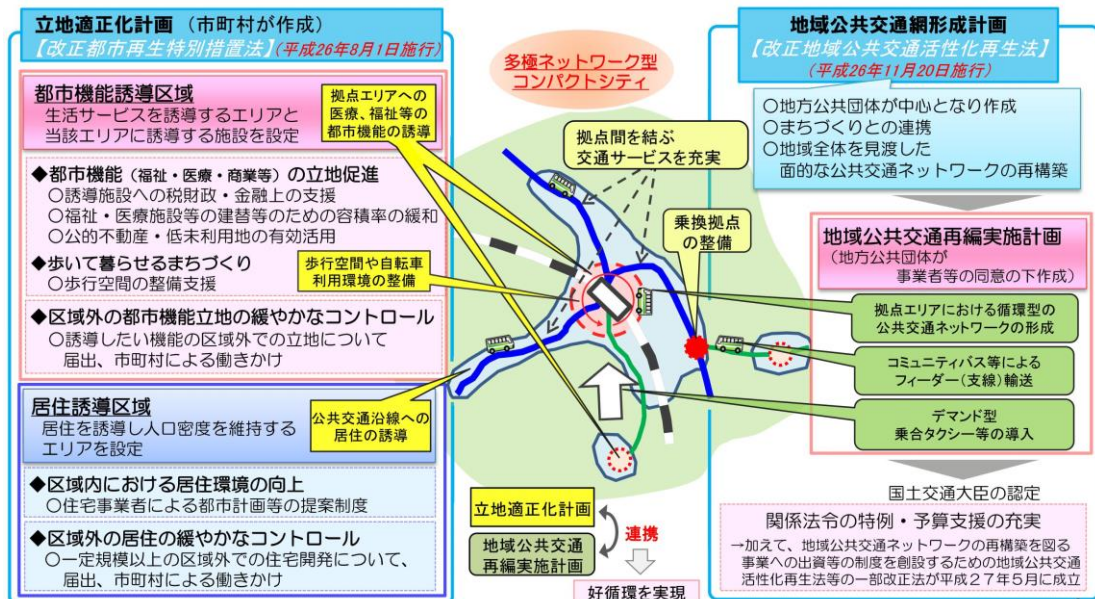 立地適正化計画（市町村が作成）
【改正都市再生特別措置法】(平成26年8月1日施行)
都市機能誘導区域
生活サービスを誘導するエリアと
当該エリアに誘導する施設を設定
◆都市機能（福祉・医療・商業等）の立地促進
○誘導施設への税財政・金融上の支援
○福祉・医療施設等の建替等のための容積率の緩和
○公的不動産・低未利用地の有効活用
◆歩いて暮らせるまちづくり
○歩行空間の整備支援
◆区域外の都市機能立地の緩やかなコントロール
○誘導したい機能の区域外での立地について
届出、市町村による働きかけ
居住誘導区域
居住を誘導し人口密度を維持する
エリアを設定
◆区域内における居住環境の向上
○住宅事業者による都市計画等の提案制度
◆区域外の居住の緩やかなコントロール
○一定規模以上の区域外での住宅開発について、
届出、市町村による働きかけ
多極ネットワーク型
コンパクトシティ
拠点エリアへの
医療、福祉等の
都市機能の誘導
拠点間を結ぶ
交通サービスを充実
乗換拠点
の整備
歩行空間や自転車
利用環境の整備
公共交通沿線への
居住の誘導
立地適正化計画
連携
地域公共交通
再編実施計画
好循環を実現
地域公共交通網形成計画
【改正地域公共交通活性化再生法】
(平成26年11月20日施行)
○地方公共団体が中心となり作成
○まちづくりとの連携
○地域全体を見渡した
面的な公共交通ネットワークの再構築
地域公共交通再編実施計画
（地方公共団体が
事業者等の同意の下作成）
拠点エリアにおける循環型の
公共交通ネットワークの形成
コミュニティバス等による
フィーダー（支線）輸送
デマンド型
乗合タクシー等の導入
国土交通大臣の認定
関係法令の特例・予算支援の充実
→加えて、地域公共交通ネットワークの再構築を図る
事業への出資等の制度を創設するための地域公共交通
活性化再生法等の一部改正法が平成２７年５月に成立